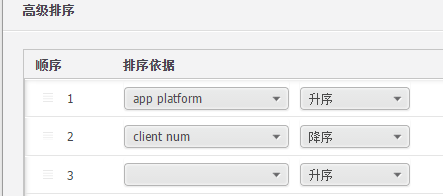 高级排序
顺序 排序依据
1 app platform 升序
2 client num 降序
3 升序